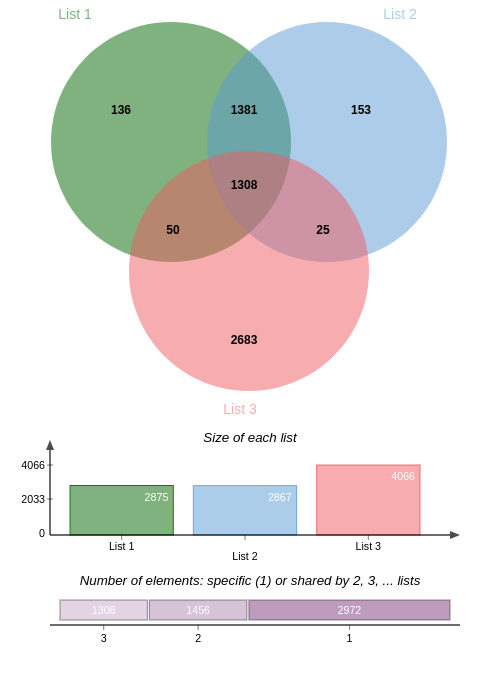 List 1 List 2
136 1381 153
1308
50 25
2683
List 3
Size of each list
4066
2033
0
2875 2867 4066
List 1 List 2 List 3
Number of elements: specific (1) or shared by 2, 3, ... lists
1308 1456 2972
3 2 1